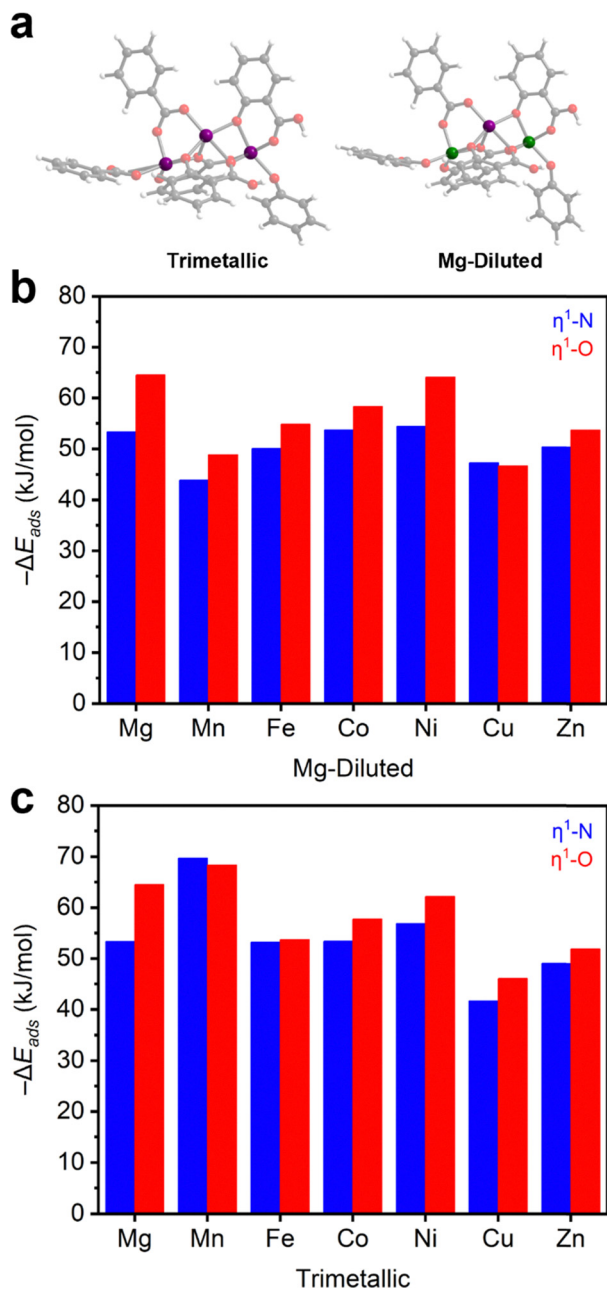 a
Trimetallic
Mg-Diluted
b
80
70
60
50
40
30
20
10
0
−ΔE_ads (kJ/mol)
η¹-N
η¹-O
Mg Mn Fe Co Ni Cu Zn
Mg-Diluted
c
80
70
60
50
40
30
20
10
0
−ΔE_ads (kJ/mol)
η¹-N
η¹-O
Mg Mn Fe Co Ni Cu Zn
Trimetallic